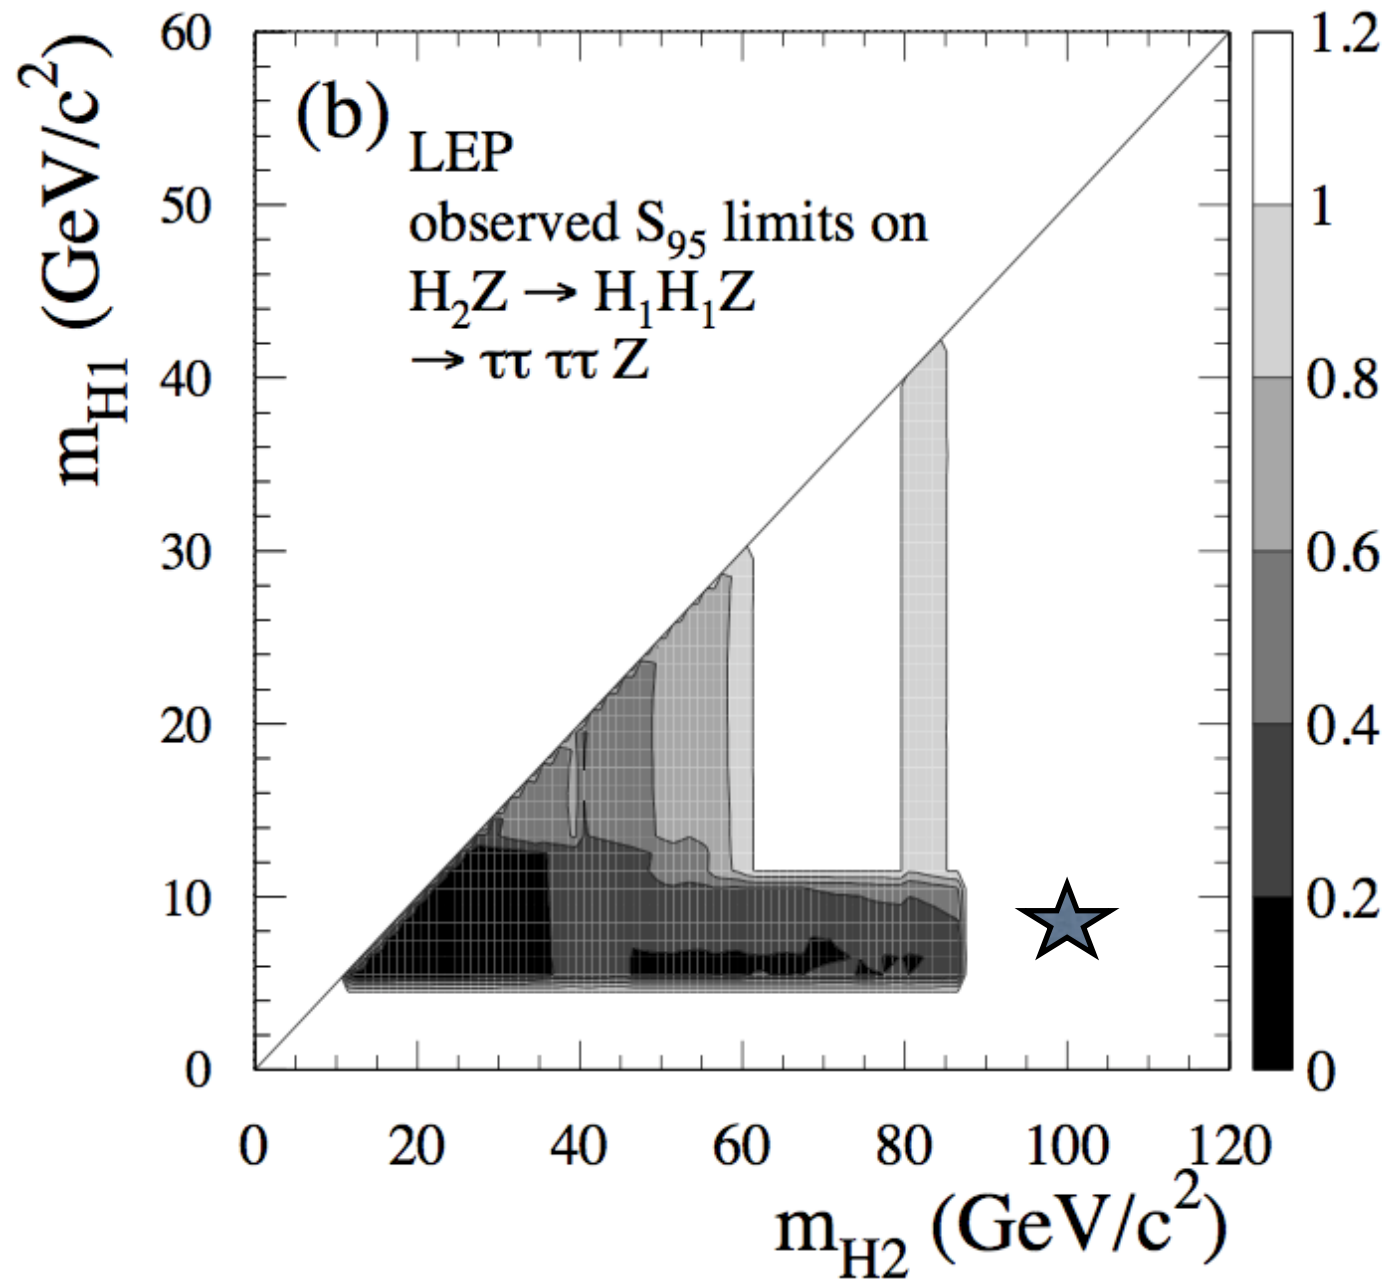 (b)
LEP
observed S₉₅ limits on
H₂Z → H₁H₁Z
→ ττ ττ Z
m_H1 (GeV/c²)
60
50
40
30
20
10
0
0 20 40 60 80 100 120
m_H2 (GeV/c²)
1.2
1
0.8
0.6
0.4
0.2
0